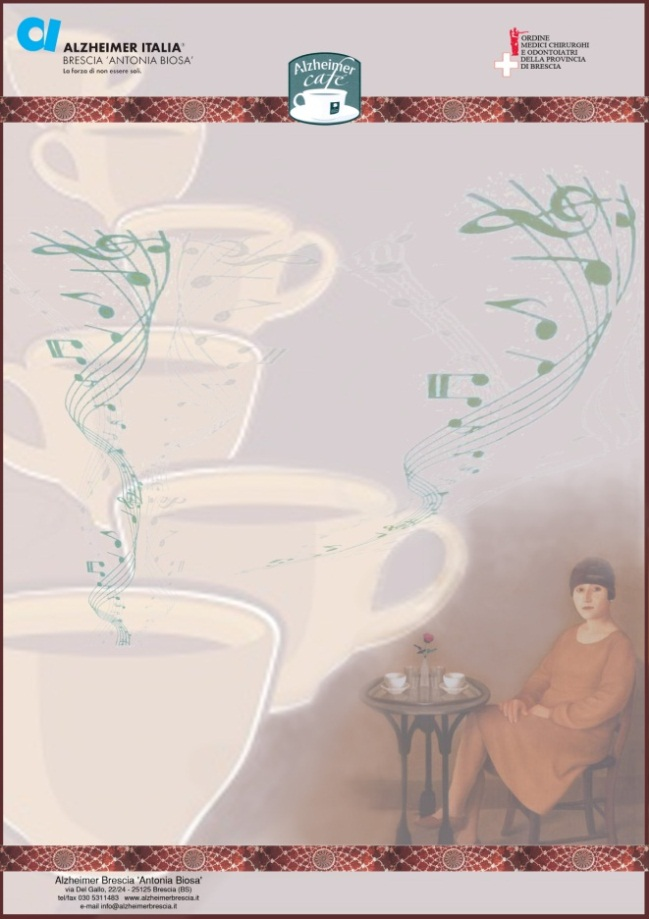 ALZHEIMER ITALIA®
BRESCIA 'ANTONIA BIOSA'
La forza di non essere soli.
Alzheimer
café
ORDINE
MEDICI CHIRURGHI
E ODONTOIATRI
DELLA PROVINCIA
DI BRESCIA
Alzheimer Brescia 'Antonia Biosa'
via Del Gallo, 22/24 - 25125 Brescia (BS)
tel/fax 030 5311483 www.alzheimerbrescia.it
e-mail info@alzheimerbrescia.it